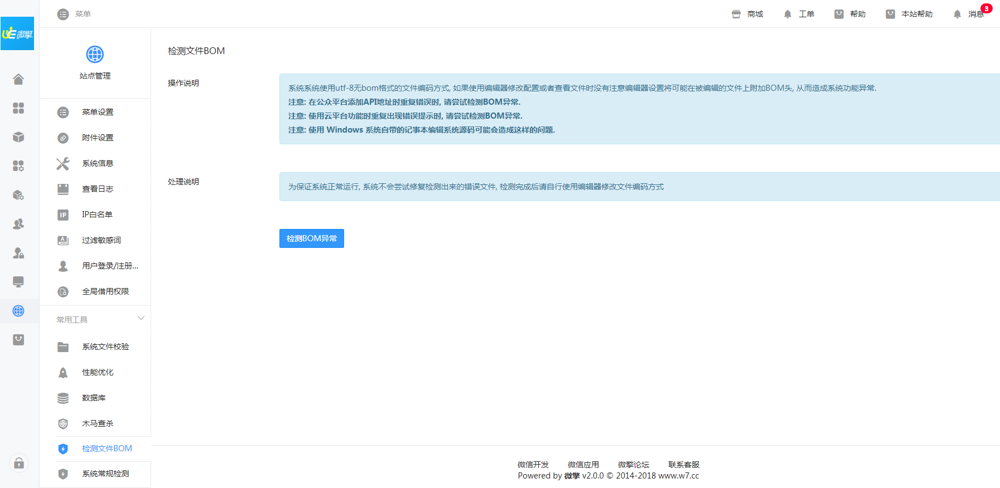 菜单
商城
工单
帮助
本站帮助
消息
3
微擎
站点管理
菜单设置
附件设置
系统信息
查看日志
IP
IP白名单
过滤敏感词
用户登录/注册...
全局借用权限
常用工具
系统文件校验
性能优化
数据库
木马查杀
检测文件BOM
系统常规检测
检测文件BOM
操作说明
系统系统使用utf-8无bom格式的文件编码方式, 如果使用编辑器修改配置或者查看文件时没有注意编辑器设置将可能在被编辑的文件上附加BOM头, 从而造成系统功能异常.
注意: 在公众平台添加API地址时重复错误时, 请尝试检测BOM异常.
注意: 使用云平台功能时重复出现错误提示时, 请尝试检测BOM异常.
注意: 使用 Windows 系统自带的记事本编辑系统源码可能会造成这样的问题.
处理说明
为保证系统正常运行, 系统不会尝试修复检测出来的错误文件, 检测完成后请自行使用编辑器修改文件编码方式
检测BOM异常
微信开发
微信应用
微擎论坛
联系客服
Powered by 微擎 v2.0.0 © 2014-2018 www.w7.cc